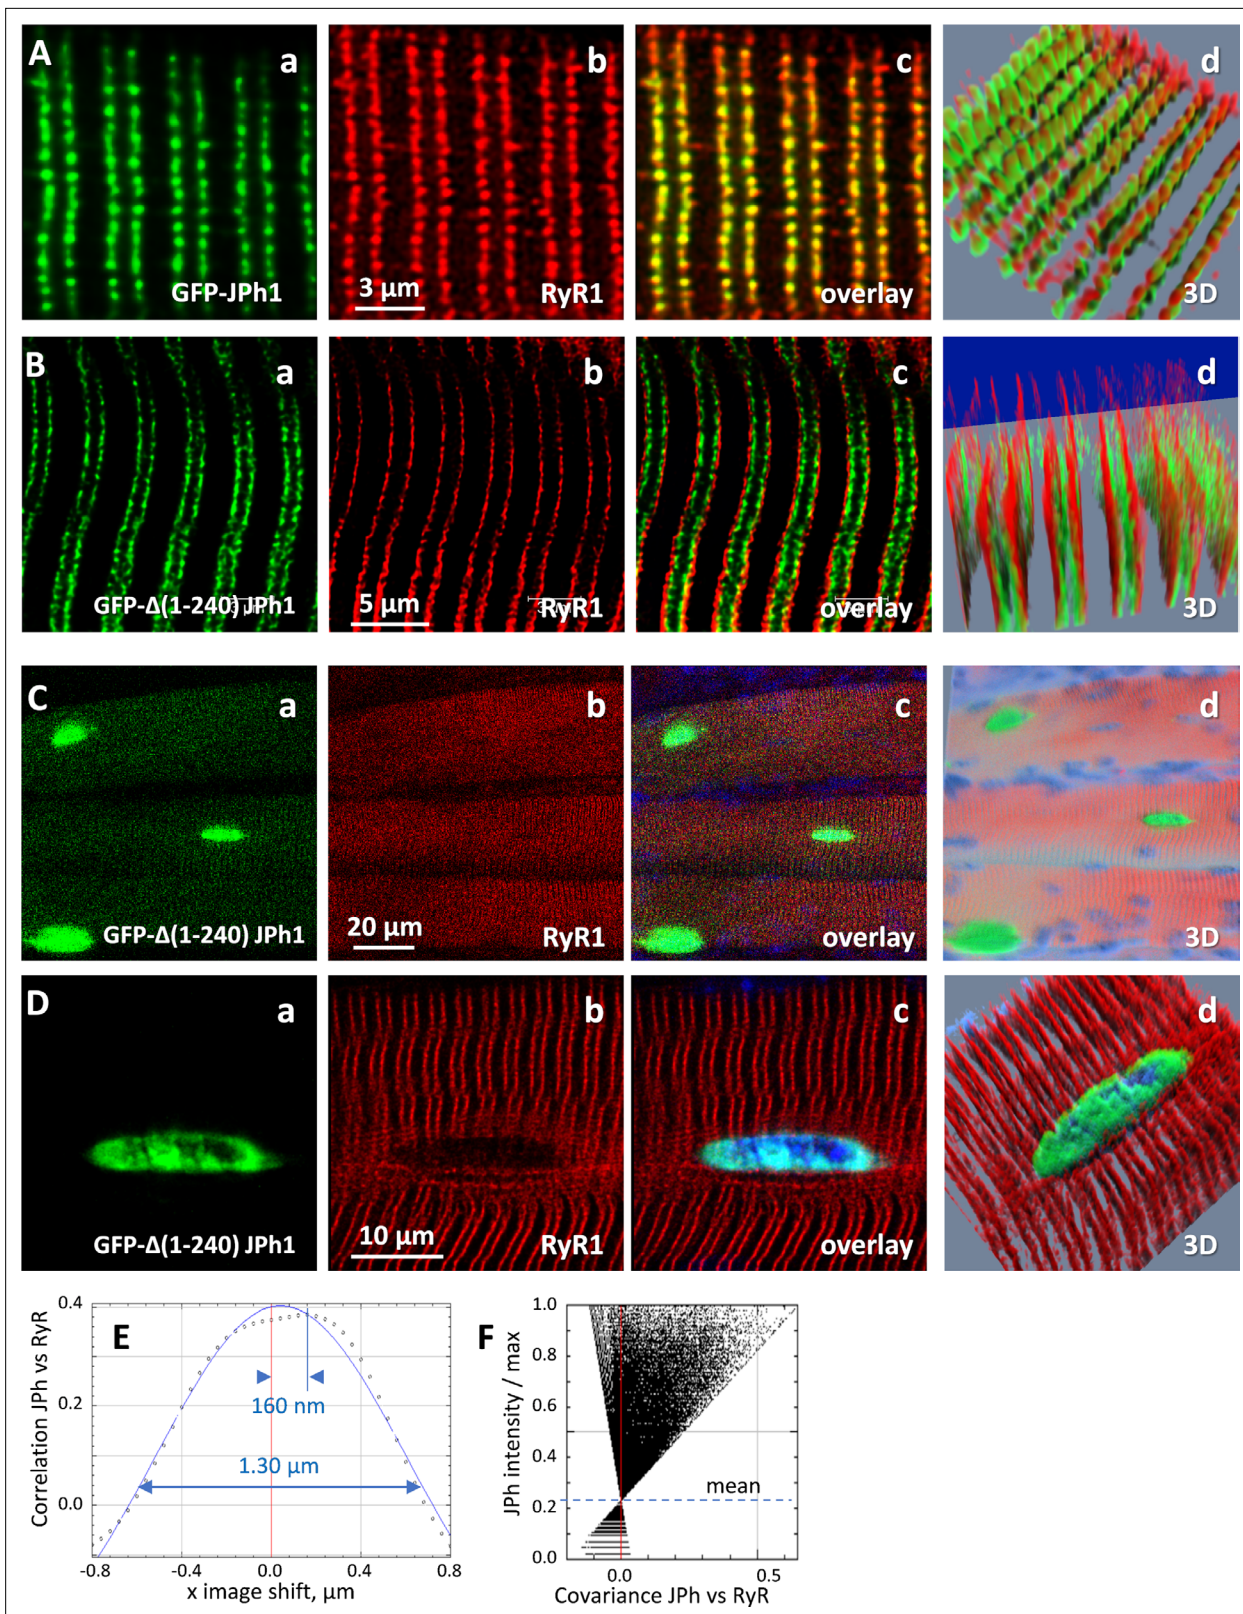 A a b c d
GFP-JPh1 3 µm RyR1 overlay 3D
B a b c d
GFP-Δ(1-240) JPh1 5 µm RyR1 overlay 3D
C a b c d
GFP-Δ(1-240) JPh1 20 µm RyR1 overlay 3D
D a b c d
GFP-Δ(1-240) JPh1 10 µm RyR1 overlay 3D
E
Correlation JPh vs RyR
0.4
0.2
0.0
160 nm
1.30 µm
-0.8 -0.4 0.0 0.4 0.8
x image shift, µm
F
JPh intensity / max
1.0
0.8
0.6
0.4
0.2
0.0
mean
0.0 0.5
Covariance JPh vs RyR